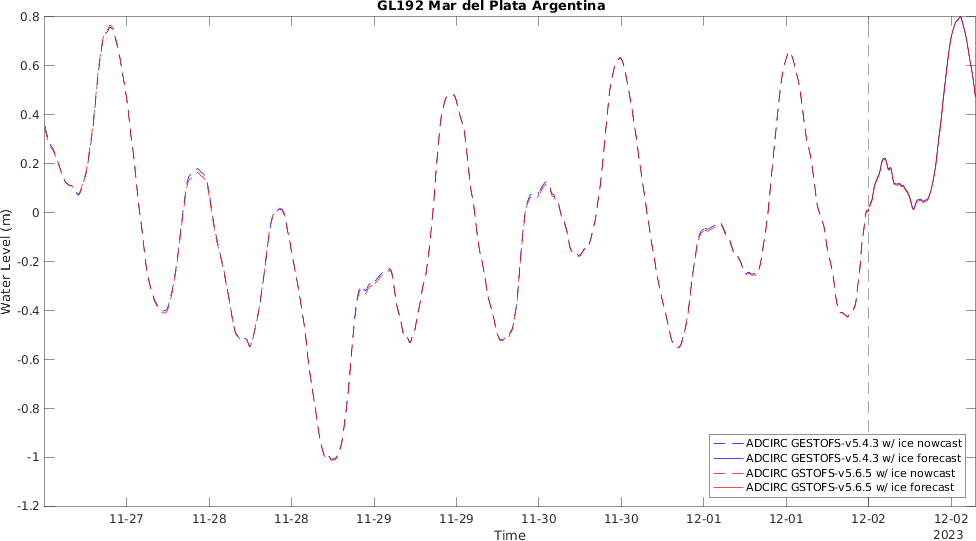 GL192 Mar del Plata Argentina
0.8
0.6
0.4
0.2
0
-0.2
-0.4
-0.6
-0.8
-1
-1.2
Water Level (m)
ADCIRC GESTOFS-v5.4.3 w/ ice nowcast
ADCIRC GESTOFS-v5.4.3 w/ ice forecast
ADCIRC GSTOFS-v5.6.5 w/ ice nowcast
ADCIRC GSTOFS-v5.6.5 w/ ice forecast
11-27 11-28 11-28 11-29 11-29 11-30 11-30 12-01 12-01 12-02 12-02
2023
Time